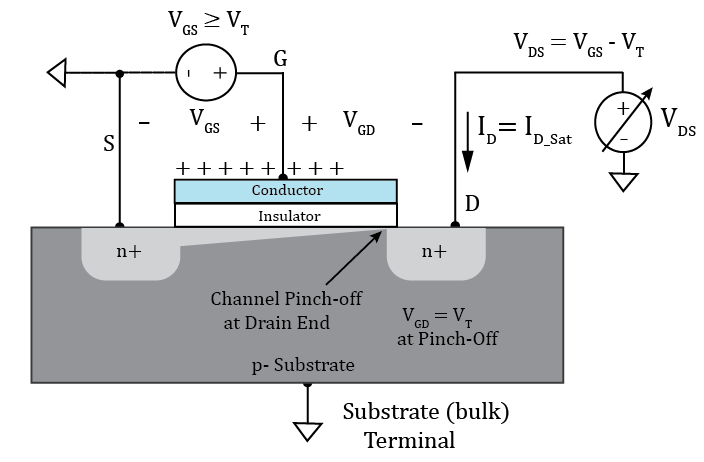 V_GS ≥ V_T
G
V_DS = V_GS - V_T
- +
+
-
V_DS
S
- V_GS + + V_GD -
I_D = I_D_Sat
+ + + + + + + + +
D
Conductor
Insulator
n+
n+
Channel Pinch-off
at Drain End
V_GD = V_T
at Pinch-Off
p- Substrate
Substrate (bulk)
Terminal